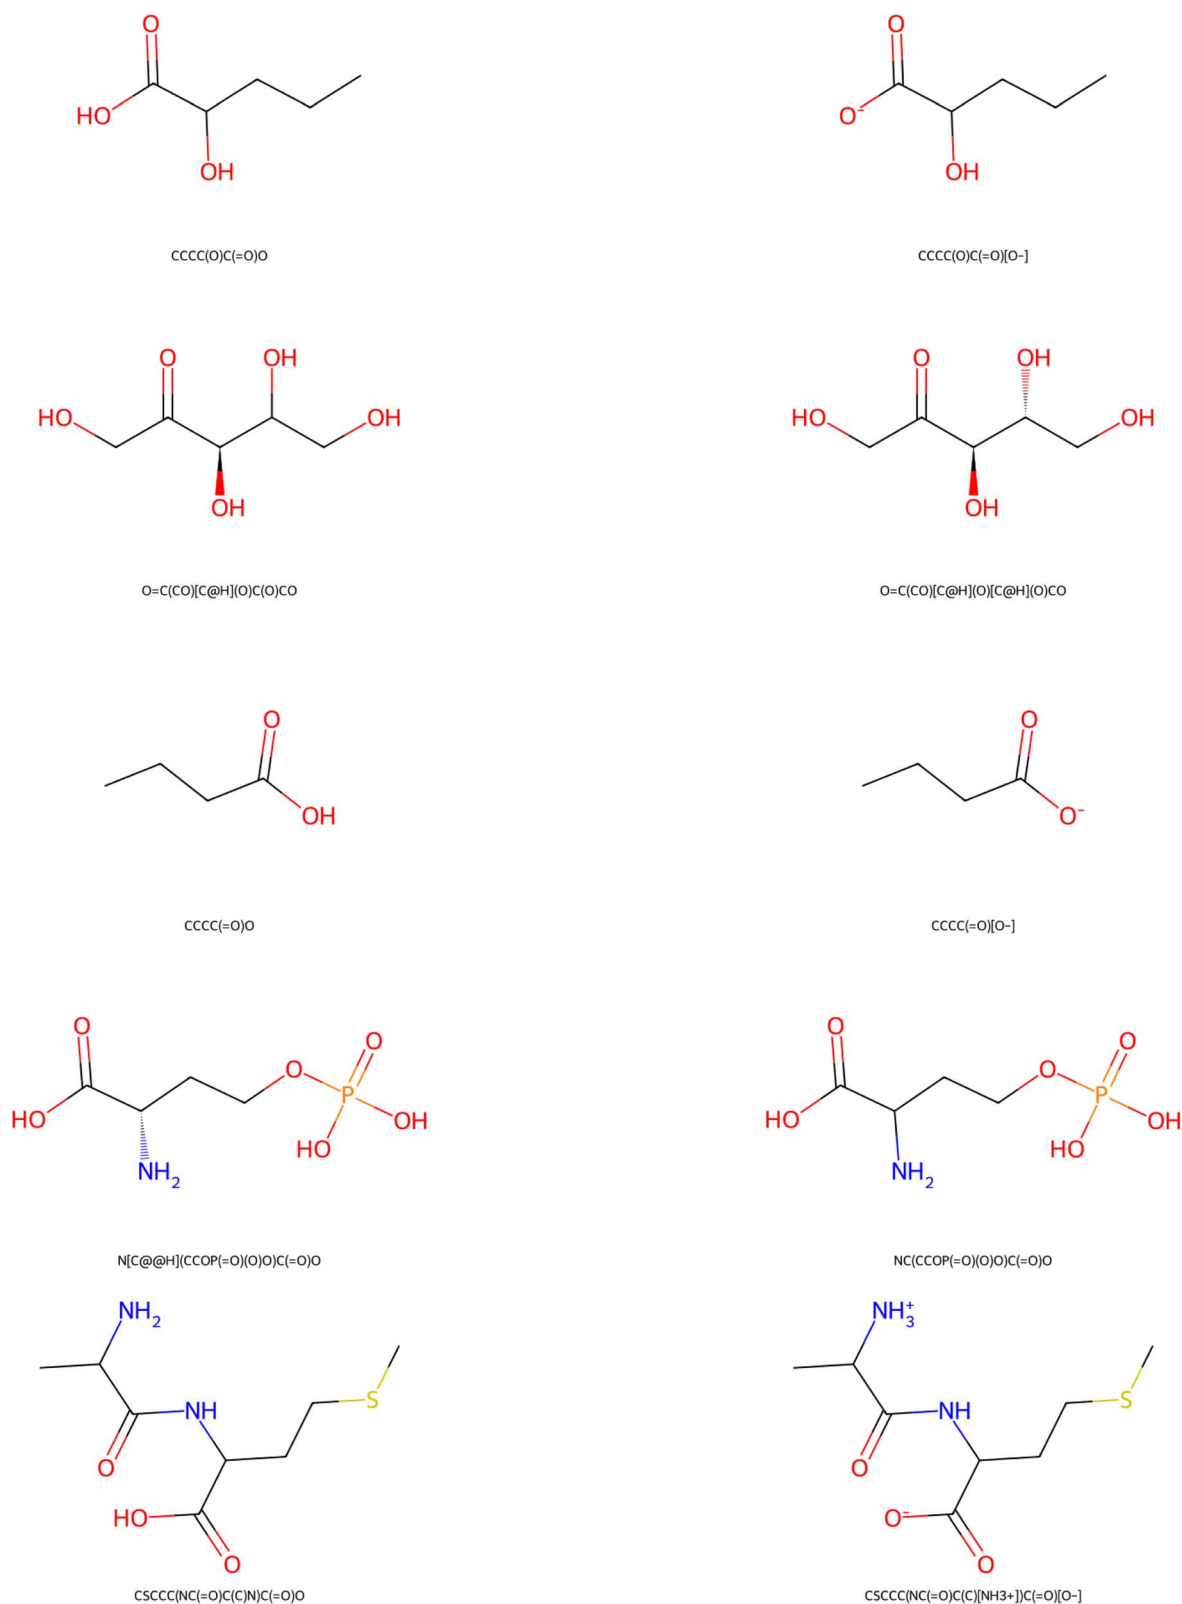 O O
HO O-
OH OH
CCCC(O)C(=O)O CCCC(O)C(=O)[O-]
O OH O OH
HO OH HO OH
OH OH
O=C(CO)[C@H](O)C(O)CO O=C(CO)[C@H](O)[C@H](O)CO
O O
OH O-
CCCC(=O)O CCCC(=O)[O-]
O O O O
O O
P P
HO OH HO OH
HO HO
NH2 NH2
N[C@@H](CCOP(=O)(O)O)C(=O)O NC(CCOP(=O)(O)O)C(=O)O
NH2 NH3+
S S
NH NH
O O
HO O-
O O
CSCCC(NC(=O)C(C)N)C(=O)O CSCCC(NC(=O)C(C)[NH3+])C(=O)[O-]